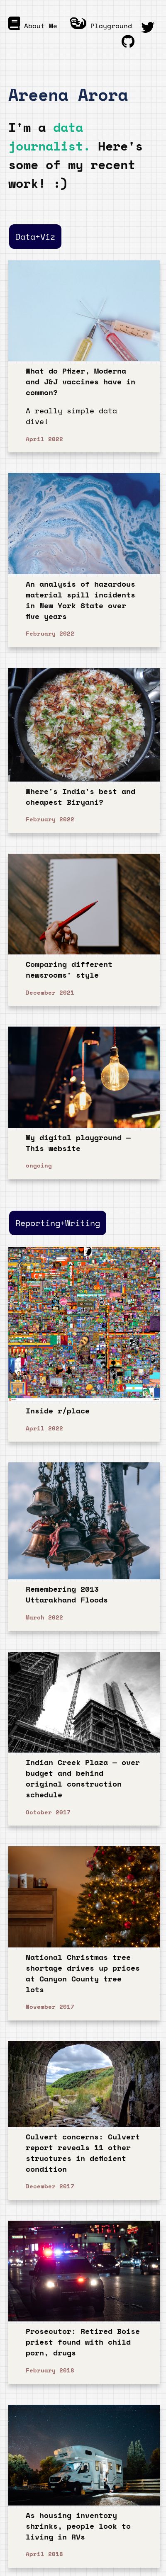 About Me
Playground
Areena Arora
I'm a data
journalist. Here's
some of my recent
work! :)
Data+Viz
What do Pfizer, Moderna
and J&J vaccines have in
common?
A really simple data
dive!
April 2022
An analysis of hazardous
material spill incidents
in New York State over
five years
February 2022
Where's India's best and
cheapest Biryani?
February 2022
Comparing different
newsrooms' style
December 2021
My digital playground —
This website
ongoing
Reporting+Writing
Inside r/place
April 2022
Remembering 2013
Uttarakhand Floods
March 2022
Indian Creek Plaza — over
budget and behind
original construction
schedule
October 2017
National Christmas tree
shortage drives up prices
at Canyon County tree
lots
November 2017
Culvert concerns: Culvert
report reveals 11 other
structures in deficient
condition
December 2017
Prosecutor: Retired Boise
priest found with child
porn, drugs
February 2018
As housing inventory
shrinks, people look to
living in RVs
April 2018